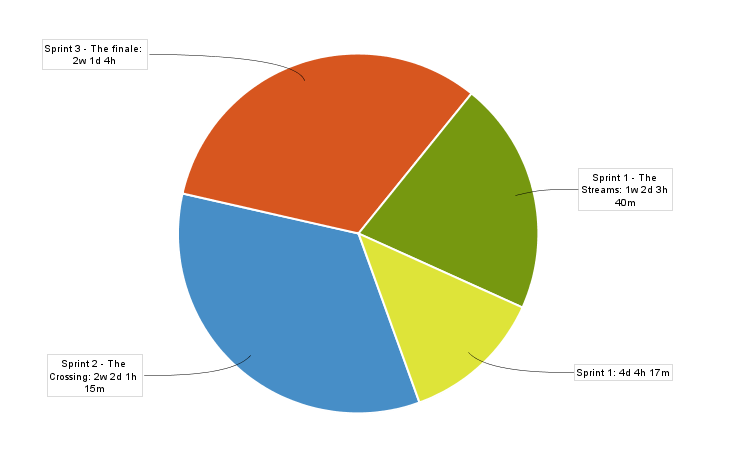 Sprint 3 - The finale:
2w 1d 4h
Sprint 1 - The
Streams: 1w 2d 3h
40m
Sprint 2 - The
Crossing: 2w 2d 1h
15m
Sprint 1: 4d 4h 17m